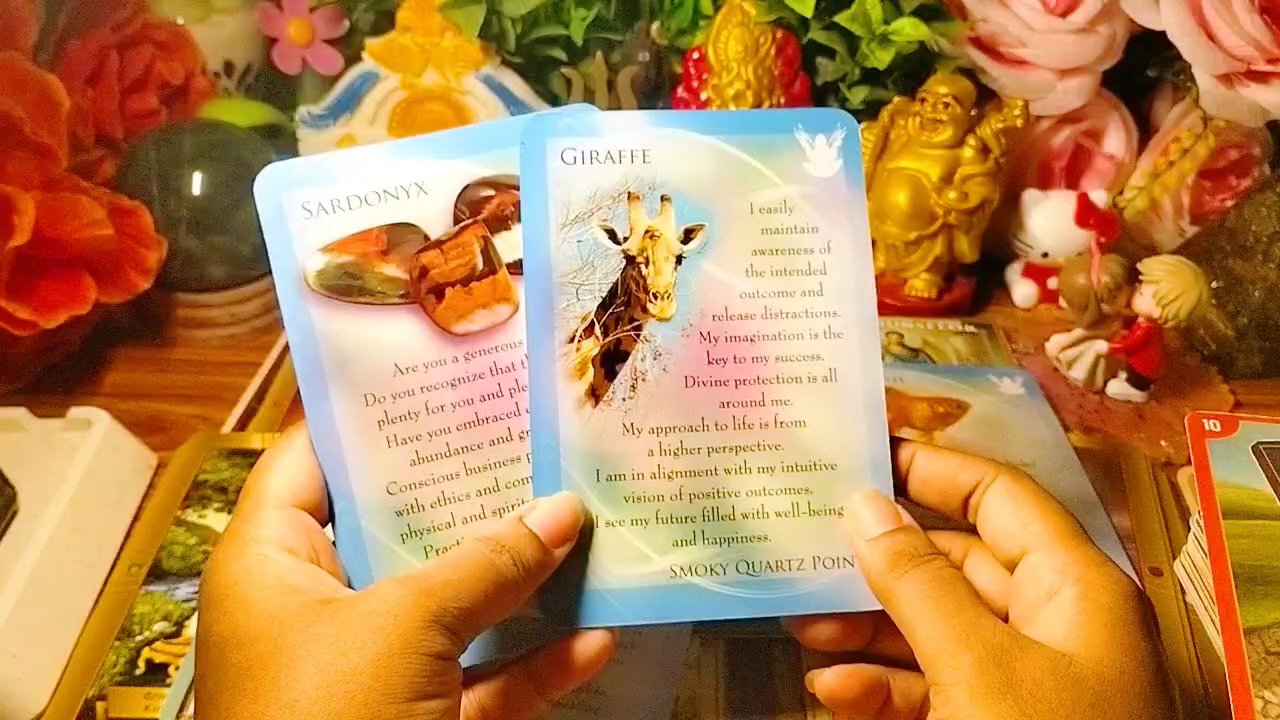 SARDONYX
Are you a generous
Do you recognize that
plenty for you and
Have you embraced
abundance and
Conscious business
with ethics and
physical and
GIRAFFE
I easily
maintain
awareness of
the intended
outcome and
release distractions.
My imagination is the
key to my success.
Divine protection is all
around me.
My approach to life is from
a higher perspective.
I am in alignment with my intuitive
vision of positive outcomes.
I see my future filled with well-being
and happiness.
SMOKY QUARTZ POIN
10